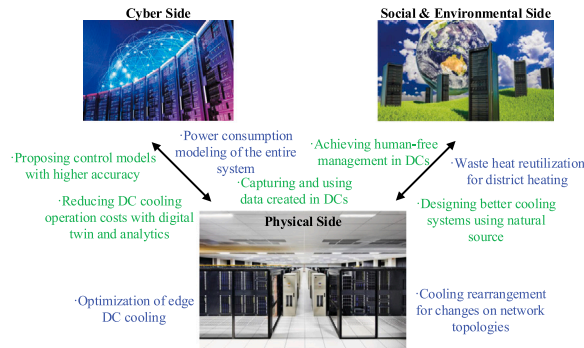 Cyber Side
Social & Environmental Side
·Power consumption
modeling of the entire
system
·Achieving human-free
management in DCs
·Proposing control models
with higher accuracy
·Waste heat reutilization
for district heating
·Capturing and using
data created in DCs
·Reducing DC cooling
operation costs with digital
twin and analytics
·Designing better cooling
systems using natural
source
Physical Side
·Optimization of edge
DC cooling
·Cooling rearrangement
for changes on network
topologies